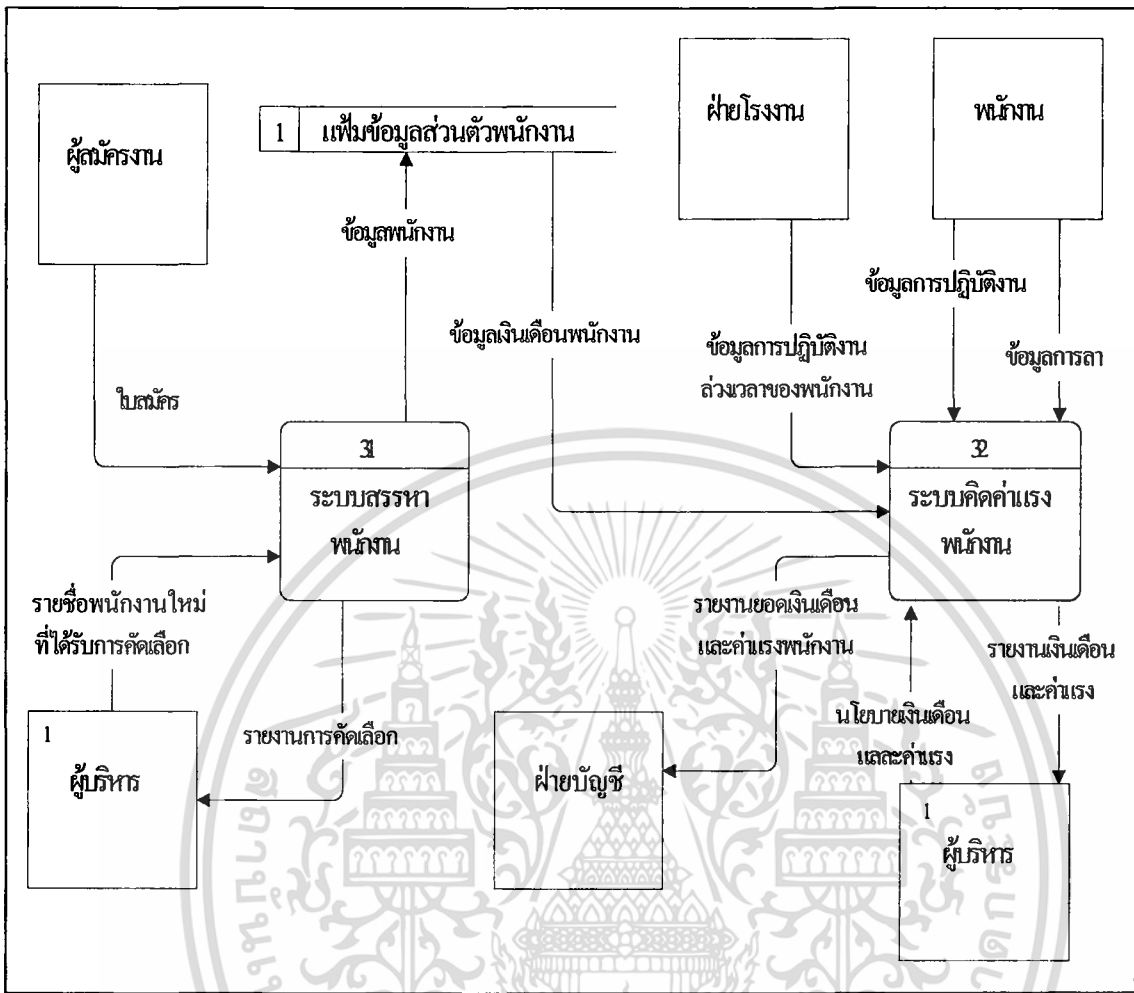 ผู้สมัครงาน
1 แฟ้มข้อมูลส่วนตัวพนักงาน
ฝ่ายโรงงาน
พนักงาน
ข้อมูลพนักงาน
ข้อมูลเงินเดือนพนักงาน
ข้อมูลการปฏิบัติงาน
ล่วงเวลาของพนักงาน
ข้อมูลการปฏิบัติงาน
ข้อมูลการลา
ใบสมัคร
31
ระบบสรรหา
พนักงาน
32
ระบบคิดค่าแรง
พนักงาน
รายชื่อพนักงานใหม่
ที่ได้รับการคัดเลือก
รายงานการคัดเลือก
รายงานยอดเงินเดือน
และค่าแรงพนักงาน
นโยบายเงินเดือน
และค่าแรง
รายงานเงินเดือน
และค่าแรง
1
ผู้บริหาร
ฝ่ายบัญชี
1
ผู้บริหาร